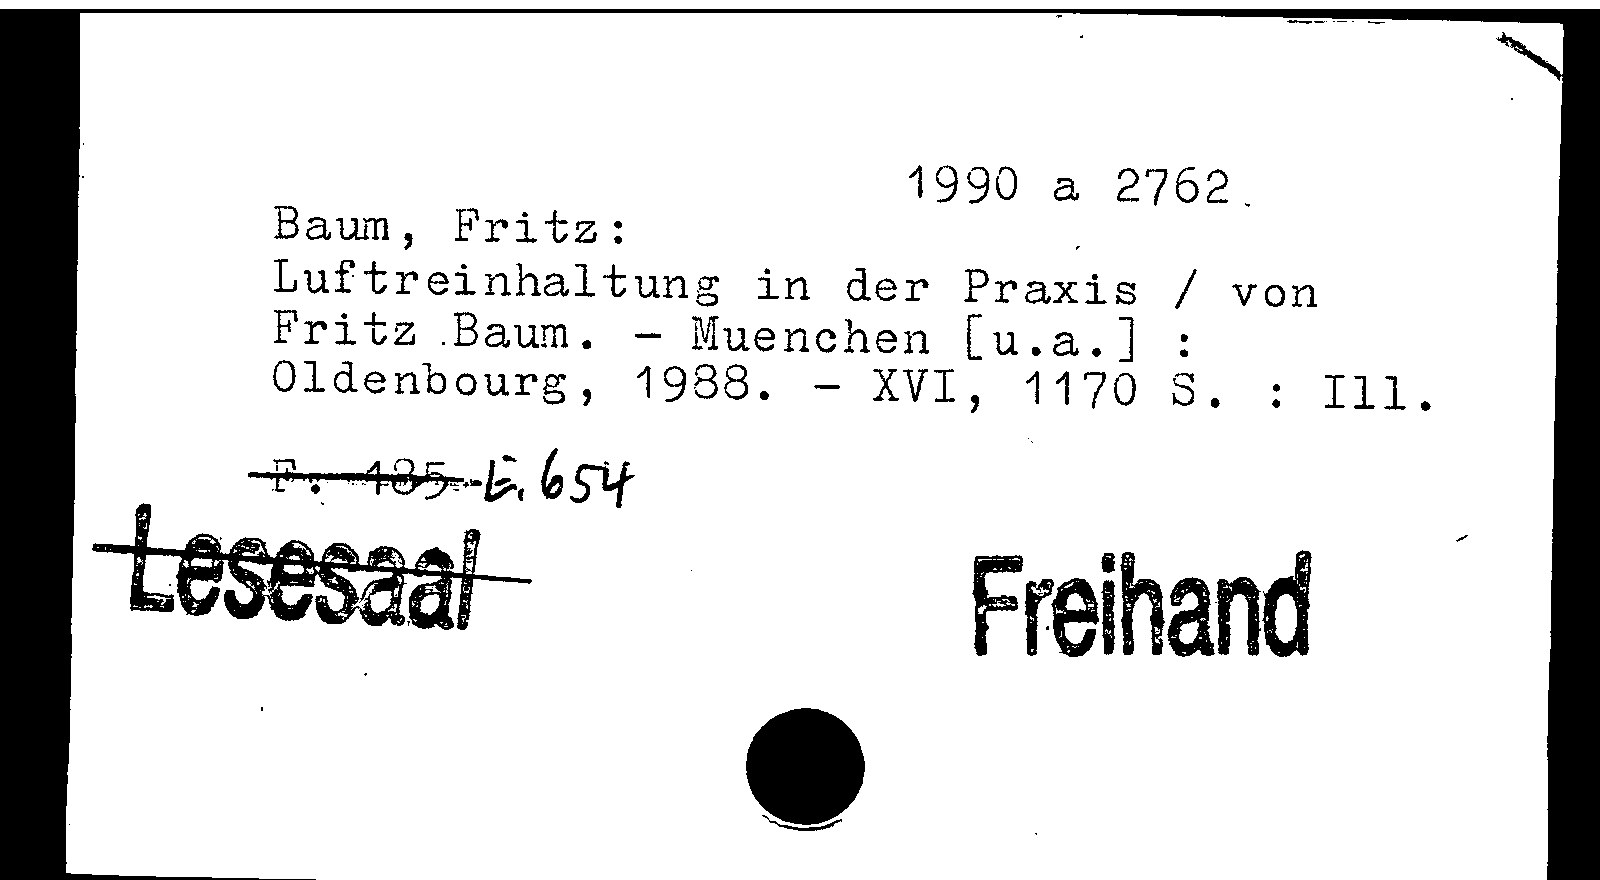 1990 a 2762
Baum, Fritz:
Luftreinhaltung in der Praxis / von
Fritz Baum. - Muenchen [u.a.] :
Oldenbourg, 1988. - XVI, 1170 S. : Ill.
F. 485 E. 654
Lesesaal
Freihand